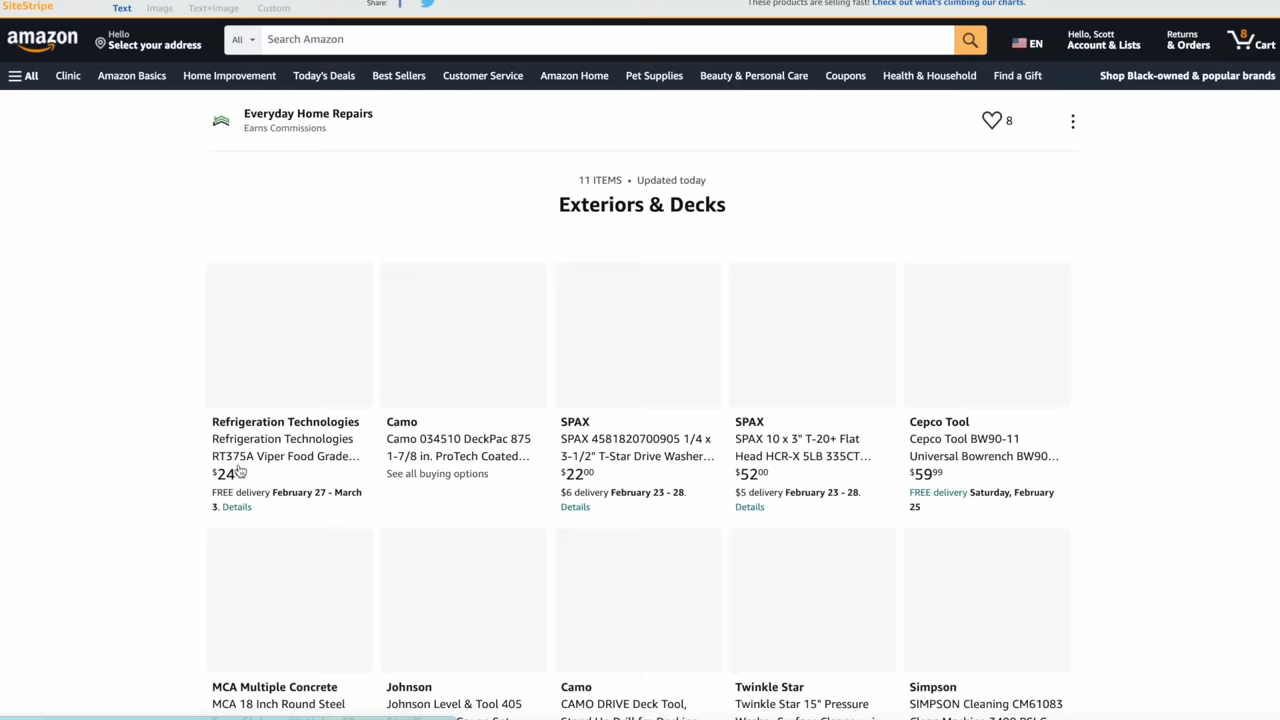 SiteStripe
Text
Image
Text+Image
Custom
Share:
These products are selling fast! Check out what's climbing our charts.
amazon
Hello
Select your address
All
Search Amazon
EN
Hello, Scott
Account & Lists
Returns
& Orders
8
Cart
All
Clinic
Amazon Basics
Home Improvement
Today's Deals
Best Sellers
Customer Service
Amazon Home
Pet Supplies
Beauty & Personal Care
Coupons
Health & Household
Find a Gift
Shop Black-owned & popular brands
Everyday Home Repairs
Earns Commissions
8
11 ITEMS • Updated today
Exteriors & Decks
Refrigeration Technologies
Refrigeration Technologies
RT375A Viper Food Grade...
$24
FREE delivery February 27 - March
3. Details
Camo
Camo 034510 DeckPac 875
1-7/8 in. ProTech Coated...
See all buying options
SPAX
SPAX 4581820700905 1/4 x
3-1/2" T-Star Drive Washer...
$2200
$6 delivery February 23 - 28.
Details
SPAX
SPAX 10 x 3" T-20+ Flat
Head HCR-X 5LB 335CT...
$5200
$5 delivery February 23 - 28.
Details
Cepco Tool
Cepco Tool BW90-11
Universal Bowrench BW90...
$5999
FREE delivery Saturday, February
25
MCA Multiple Concrete
MCA 18 Inch Round Steel
Johnson
Johnson Level & Tool 405
Camo
CAMO DRIVE Deck Tool,
Twinkle Star
Twinkle Star 15" Pressure
Simpson
SIMPSON Cleaning CM61083